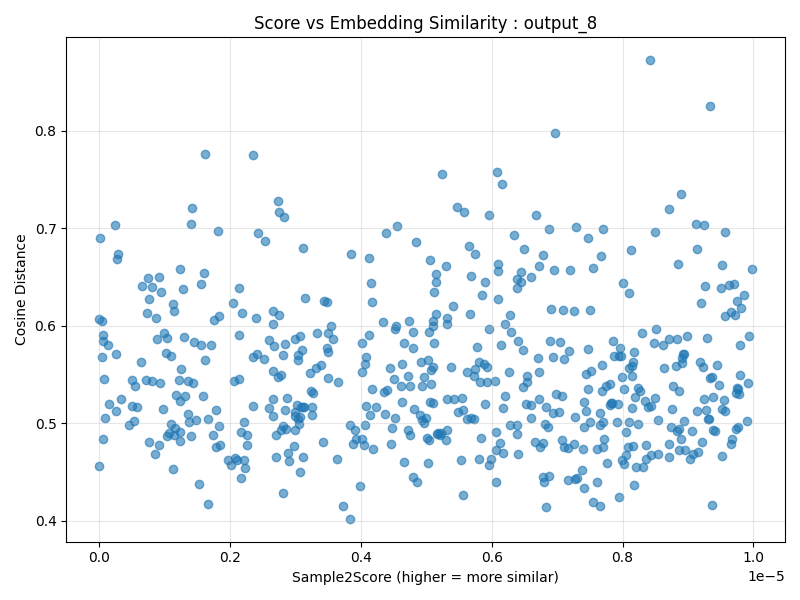 Score vs Embedding Similarity : output_8
Cosine Distance
0.8
0.7
0.6
0.5
0.4
0.0
0.2
0.4
0.6
0.8
1.0
1e−5
Sample2Score (higher = more similar)